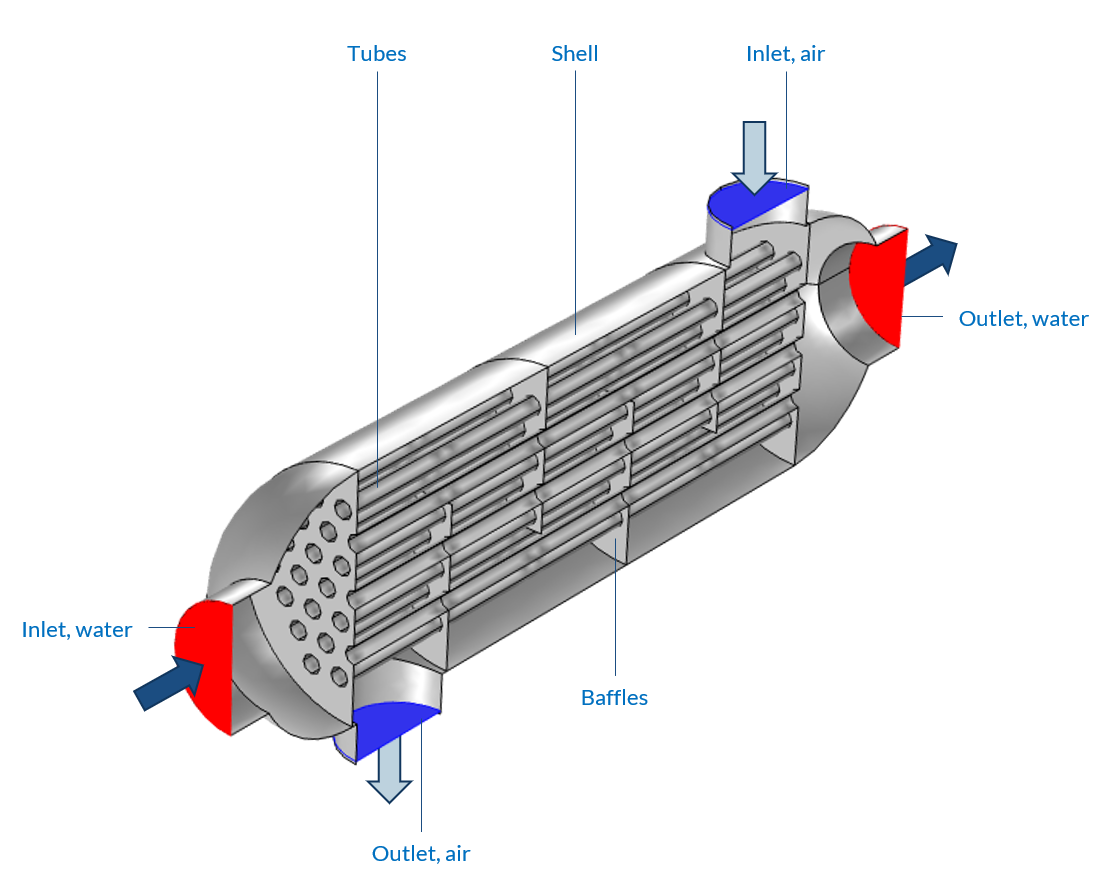 Tubes
Shell
Inlet, air
Outlet, water
Inlet, water
Baffles
Outlet, air